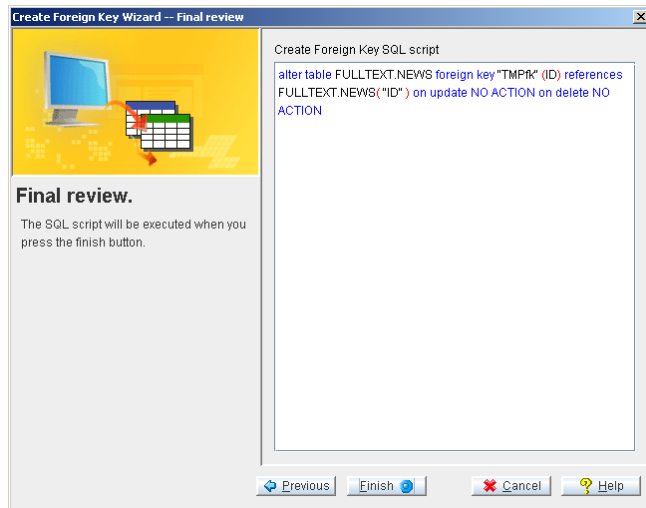 Create Foreign Key Wizard -- Final review
Create Foreign Key SQL script
alter table FULLTEXT.NEWS foreign key "TMPfk" (ID) references
FULLTEXT.NEWS( "ID" ) on update NO ACTION on delete NO
ACTION
Final review.
The SQL script will be executed when you
press the finish button.
Previous
Finish
Cancel
Help